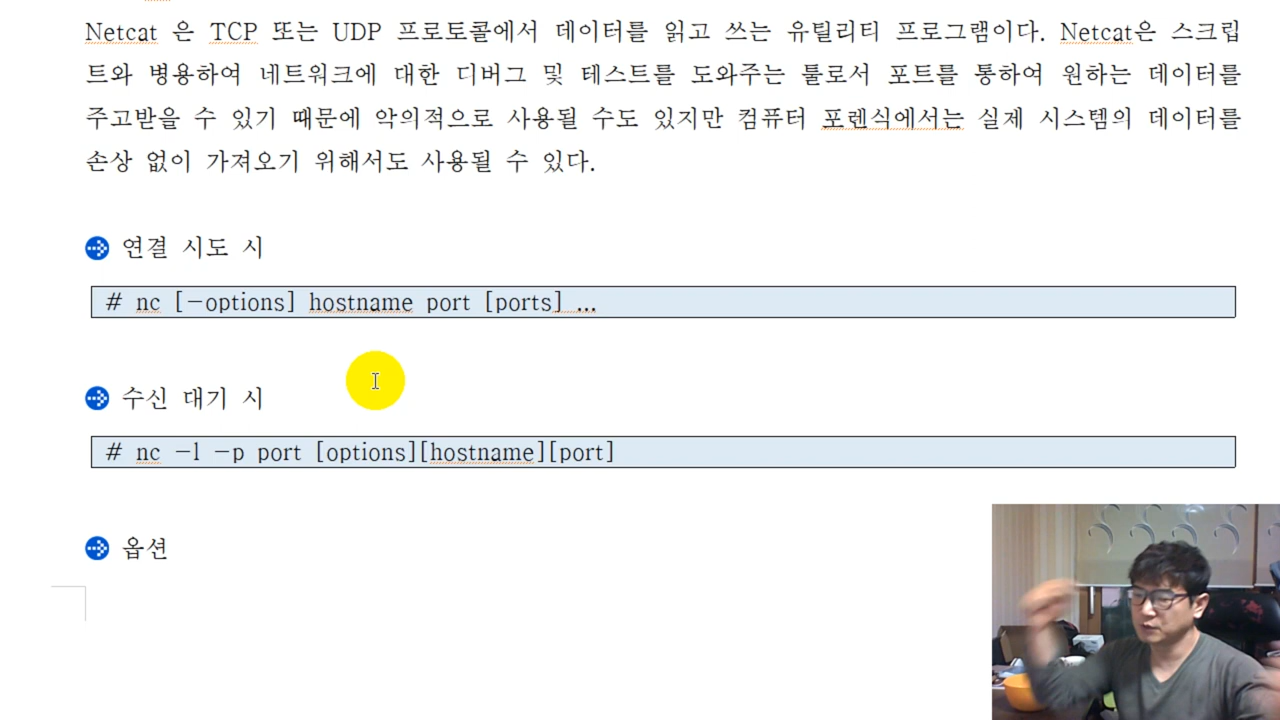 Netcat 은 TCP 또는 UDP 프로토콜에서 데이터를 읽고 쓰는 유틸리티 프로그램이다. Netcat은 스크립
트와 병용하여 네트워크에 대한 디버그 및 테스트를 도와주는 툴로서 포트를 통하여 원하는 데이터를
주고받을 수 있기 때문에 악의적으로 사용될 수도 있지만 컴퓨터 포렌식에서는 실제 시스템의 데이터를
손상 없이 가져오기 위해서도 사용될 수 있다.
연결 시도 시
# nc [-options] hostname port [ports] ...
수신 대기 시
# nc -l -p port [options][hostname][port]
옵션